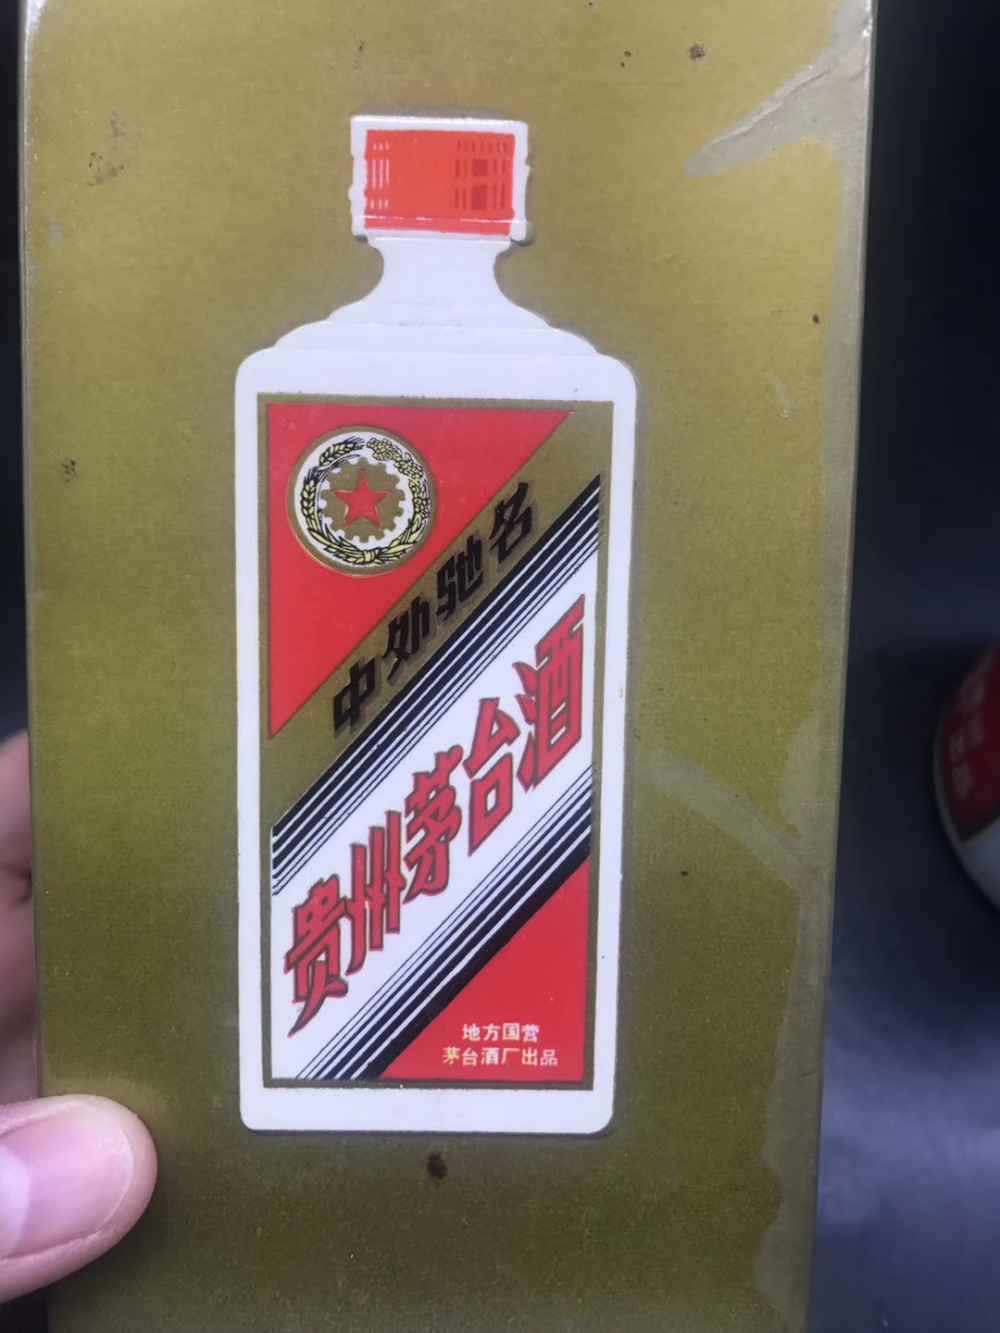 中外驰名
贵州茅台酒
地方国营
茅台酒厂出品